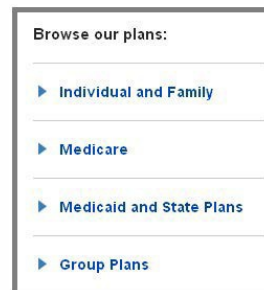 Browse our plans:
Individual and Family
Medicare
Medicaid and State Plans
Group Plans